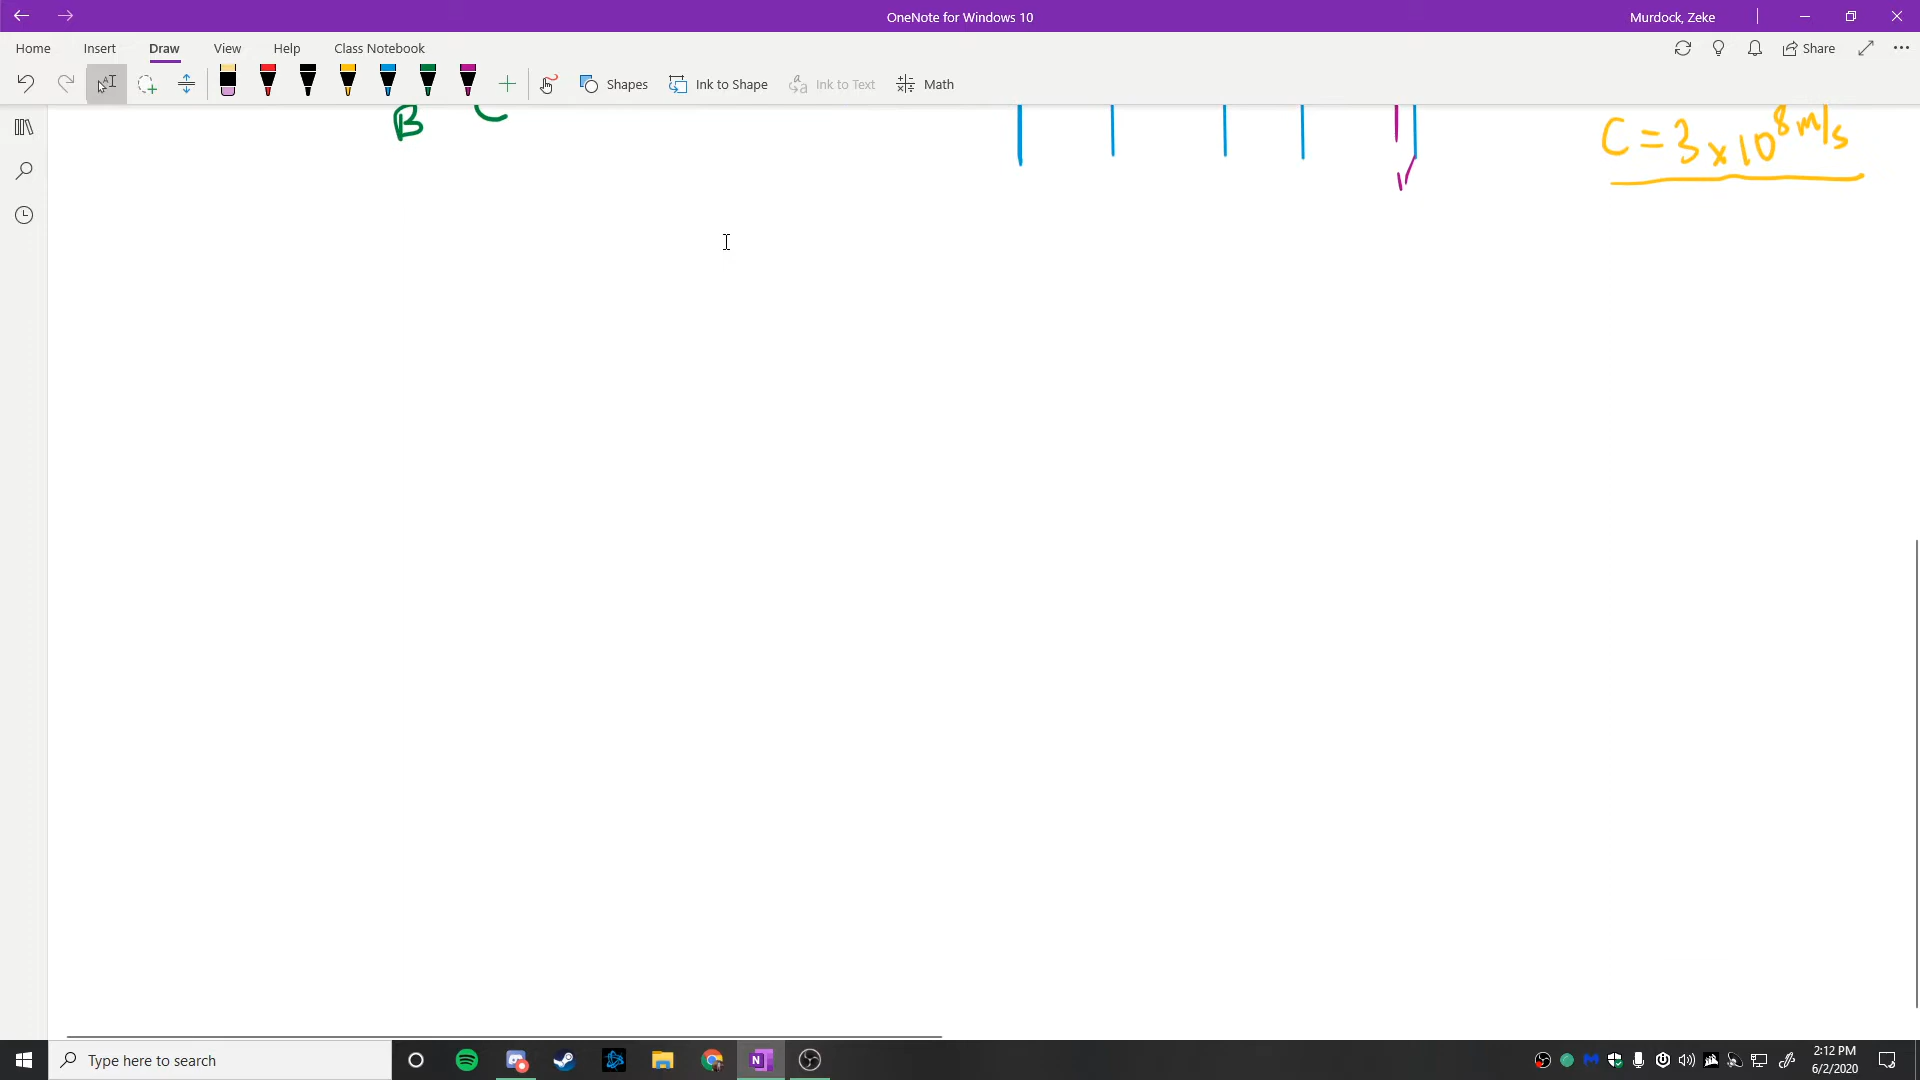 OneNote for Windows 10
Murdock, Zeke
Home Insert Draw View Help Class Notebook
Share
Shapes
Ink to Shape
Ink to Text
Math
B C
C = 3 x 10^8 m/s
Type here to search
2:12 PM
6/2/2020